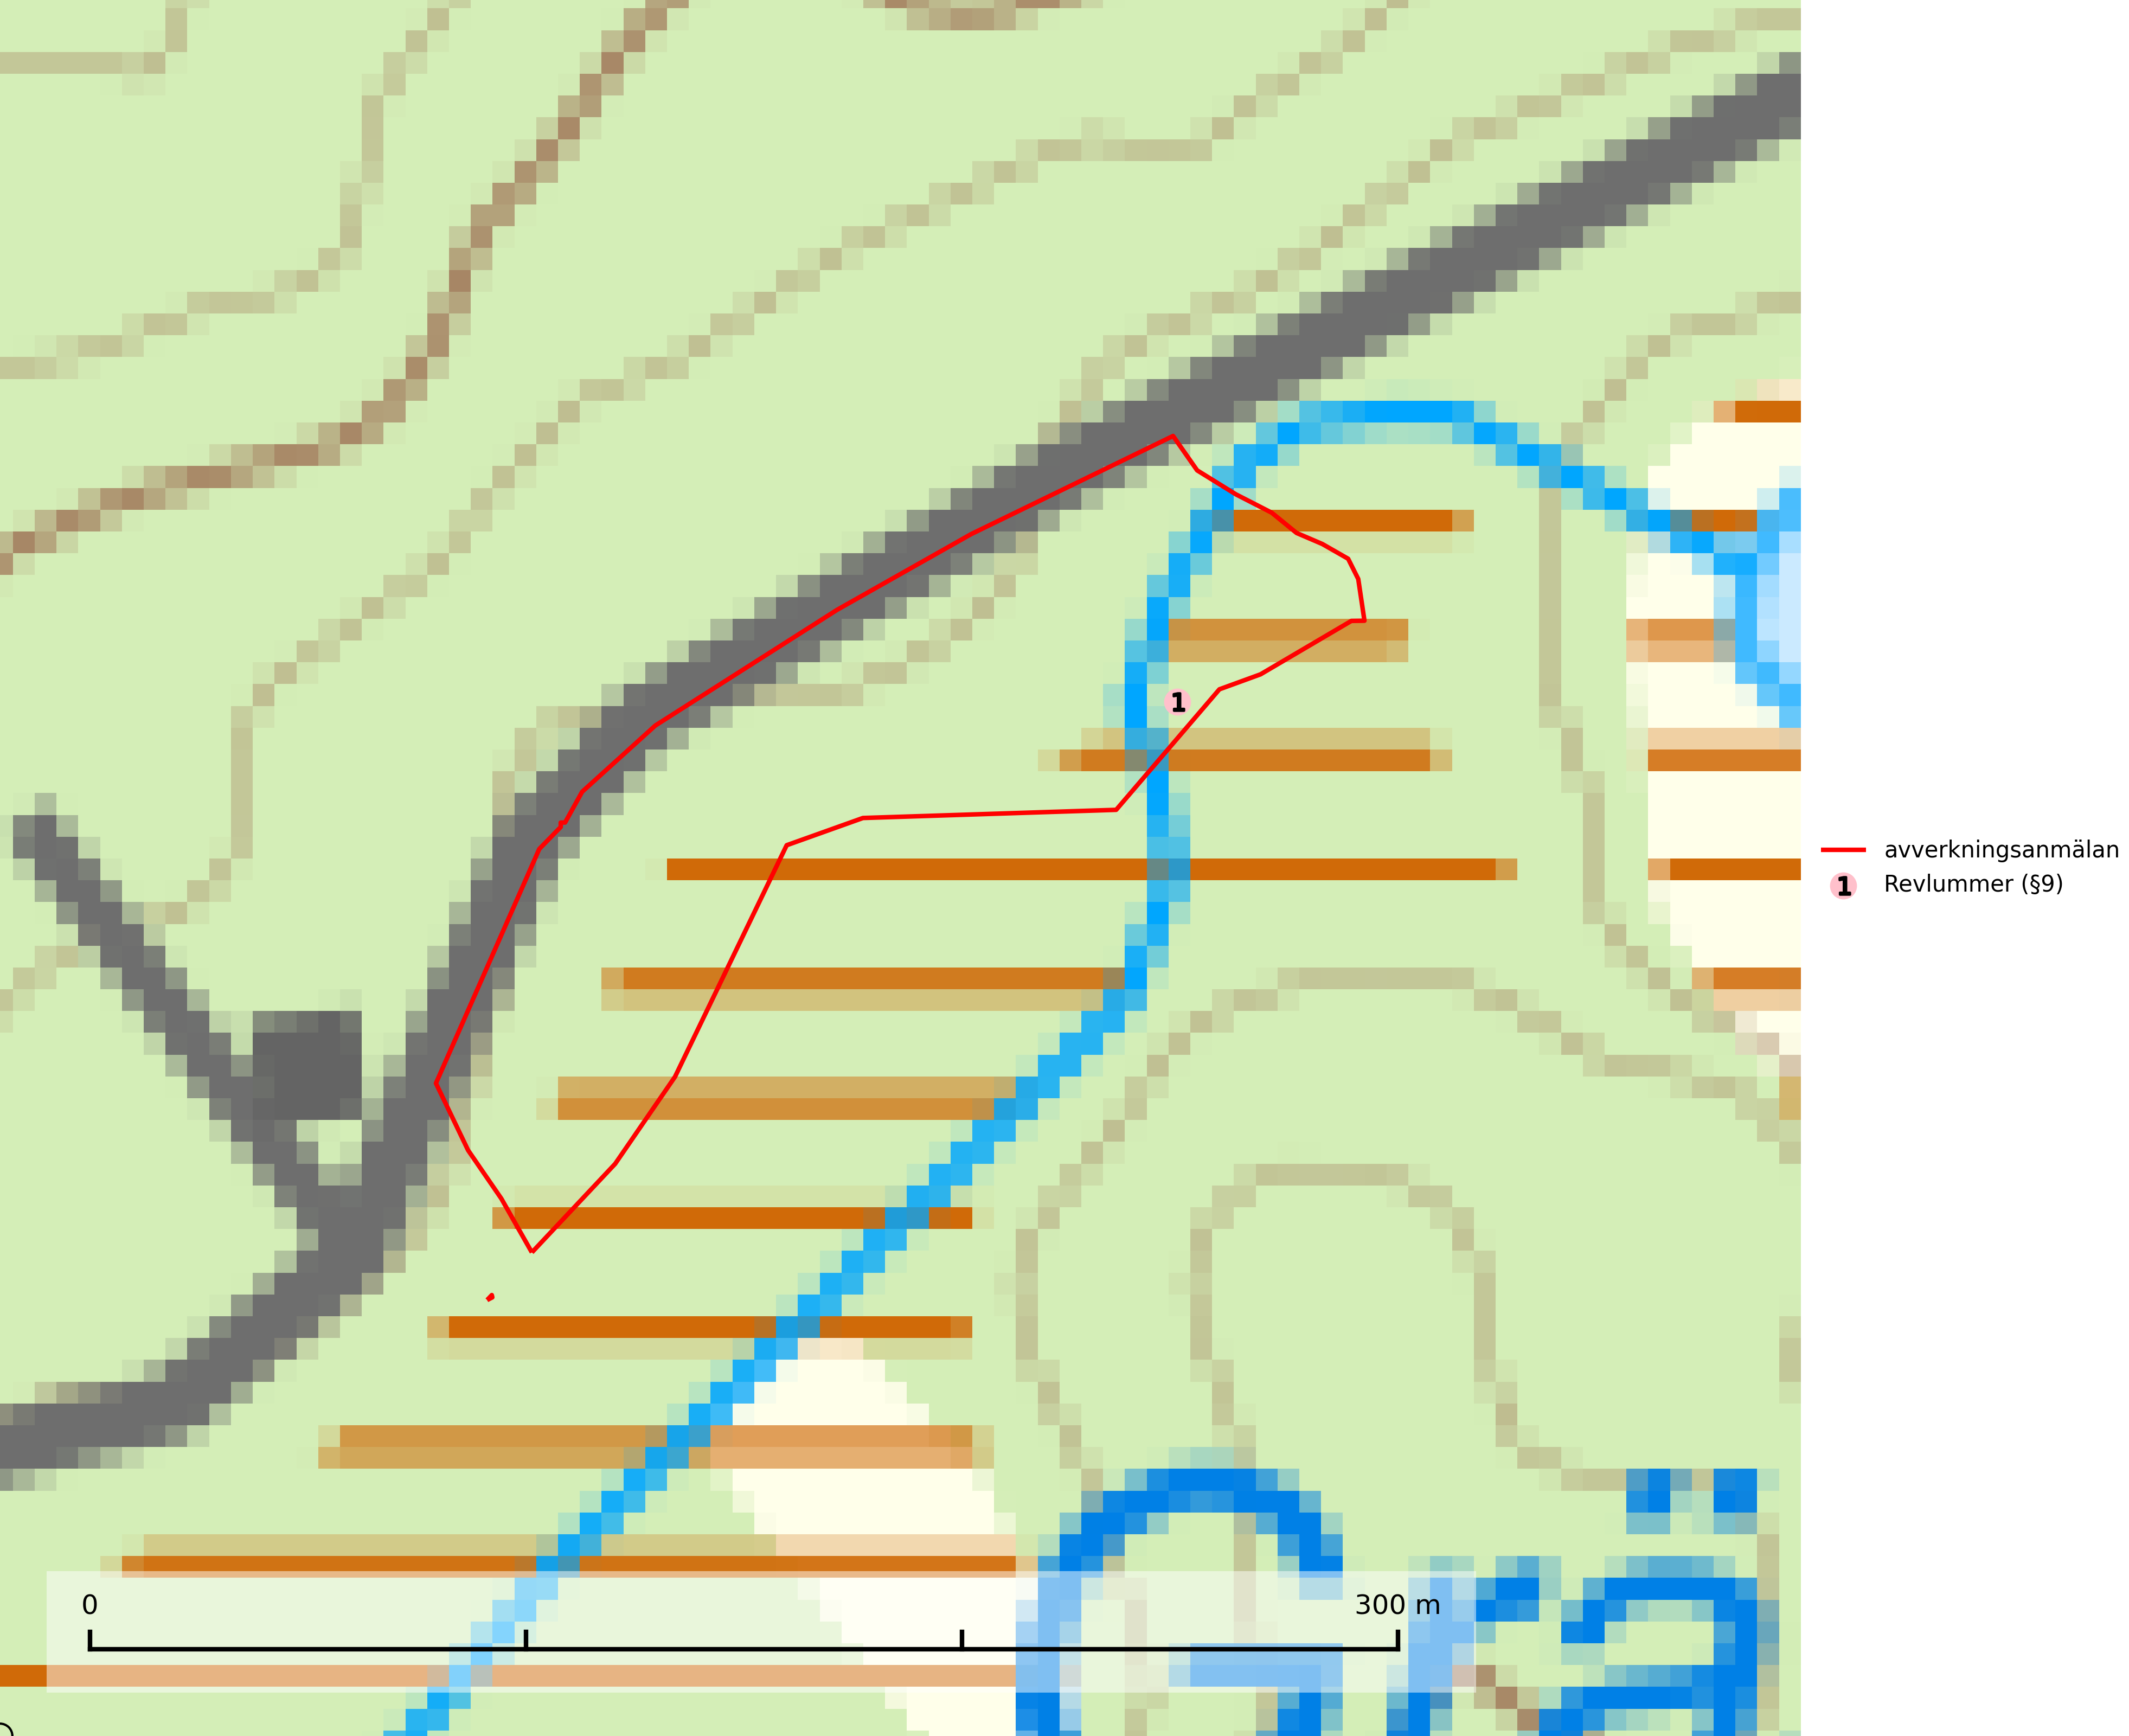 1
avverkningsanmälan
1 Revlummer (§9)
0 300 m